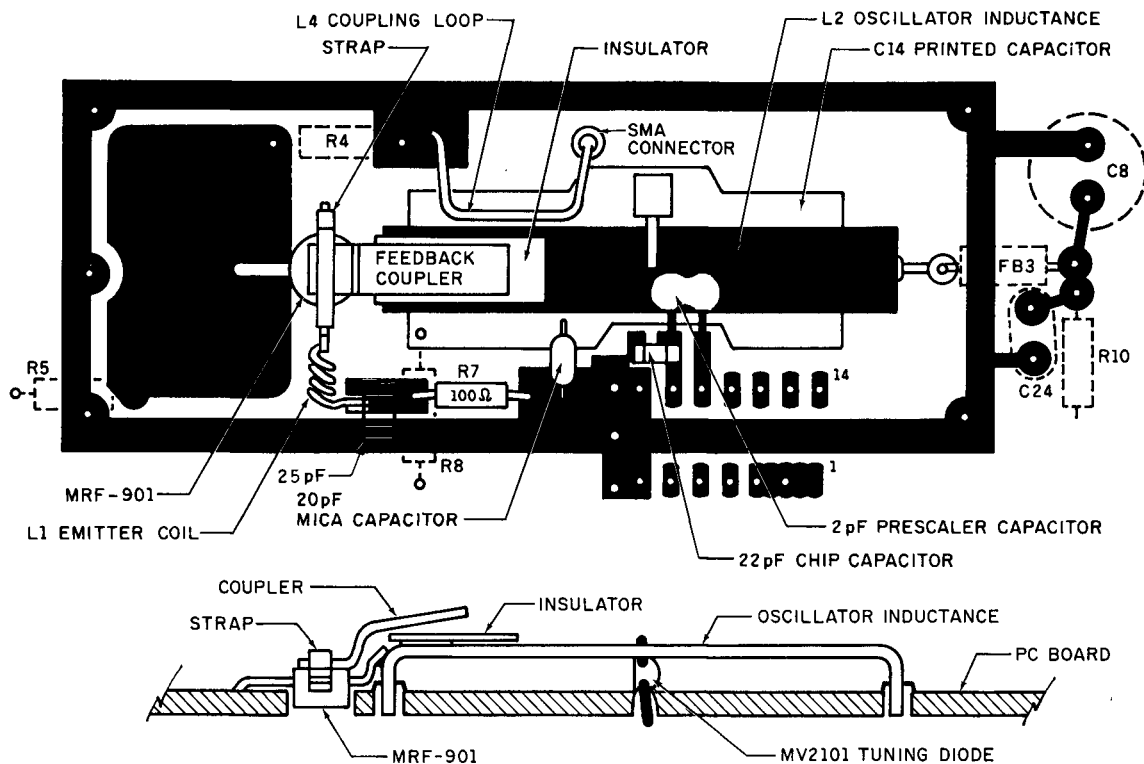 L4 COUPLING LOOP
STRAP
INSULATOR
L2 OSCILLATOR INDUCTANCE
C14 PRINTED CAPACITOR
R4
SMA
CONNECTOR
C8
FEEDBACK
COUPLER
FB3
R5
R7
100Ω
14
R10
C24
25pF
R8
1
MRF-901
20pF
MICA CAPACITOR
L1 EMITTER COIL
2pF PRESCALER CAPACITOR
22pF CHIP CAPACITOR
COUPLER
STRAP
INSULATOR
OSCILLATOR INDUCTANCE
PC BOARD
MRF-901
MV2101 TUNING DIODE